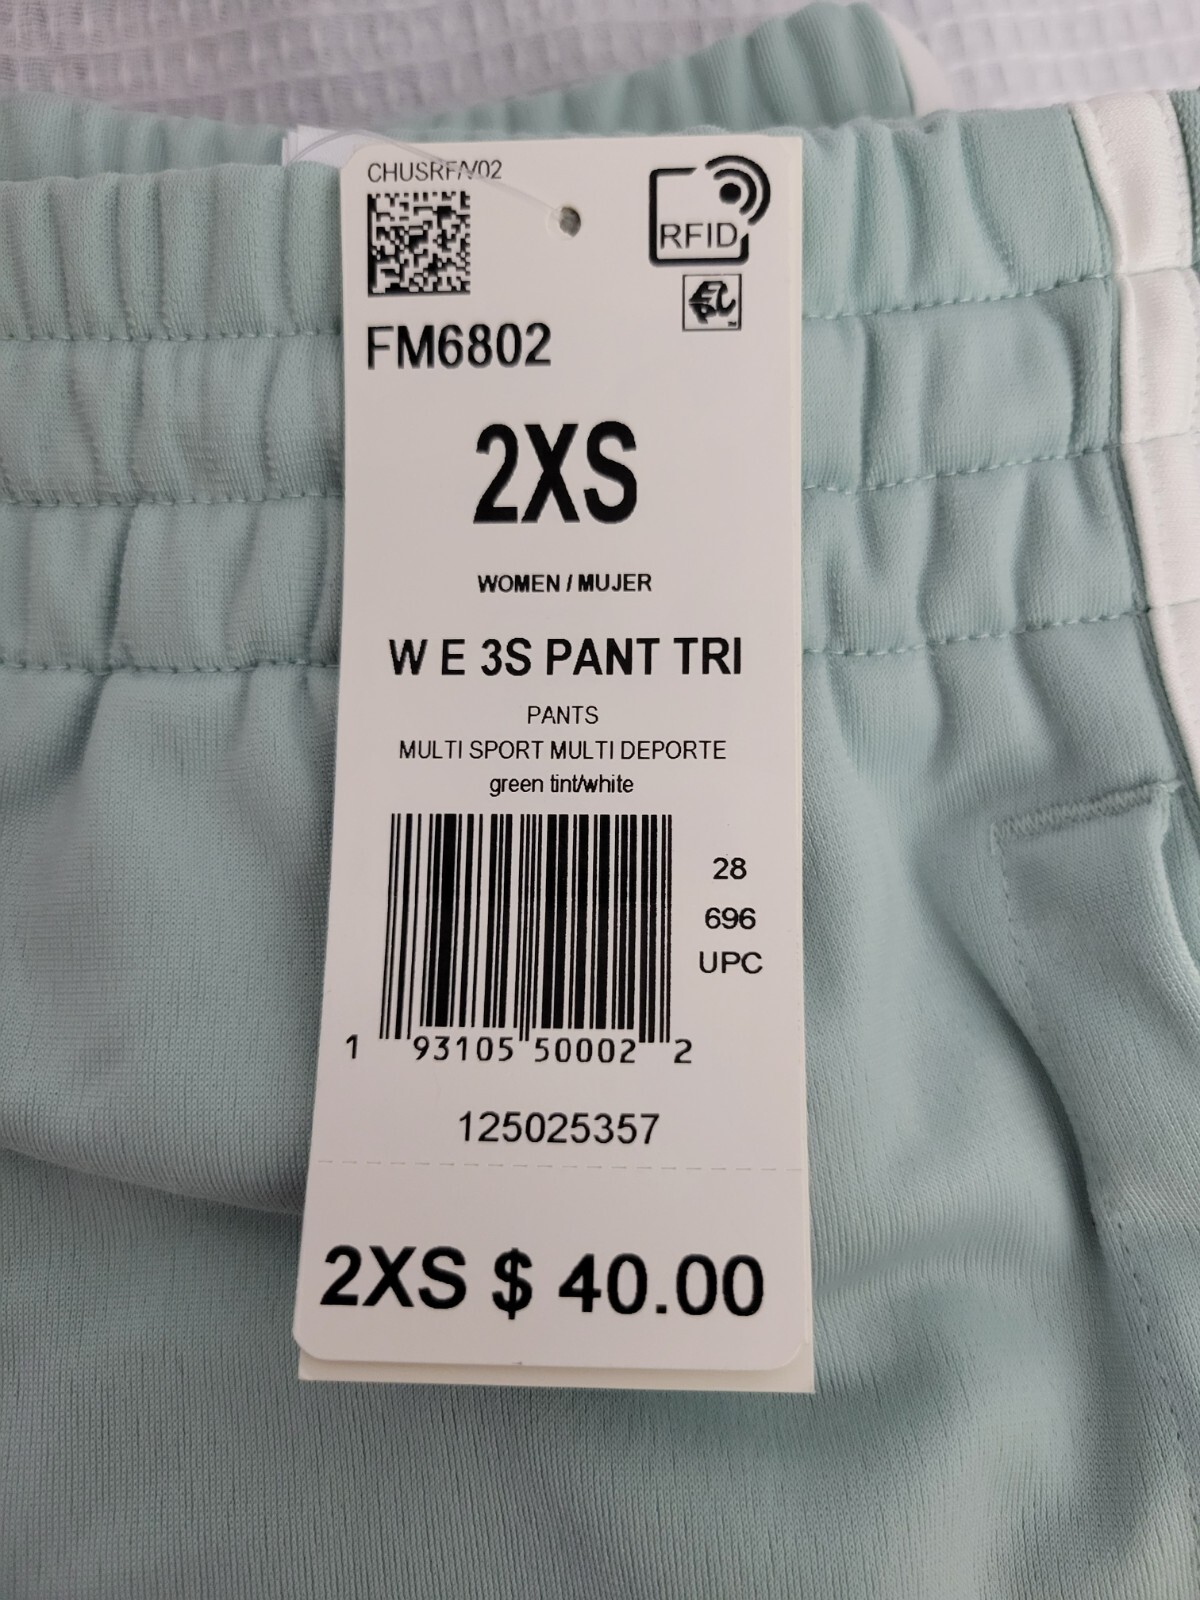 CHUSRFA/02
RFID
FM6802
2XS
WOMEN / MUJER
W E 3S PANT TRI
PANTS
MULTI SPORT MULTI DEPORTE
green tint/white
28
696
UPC
1 93105 50002 2
125025357
2XS $ 40.00